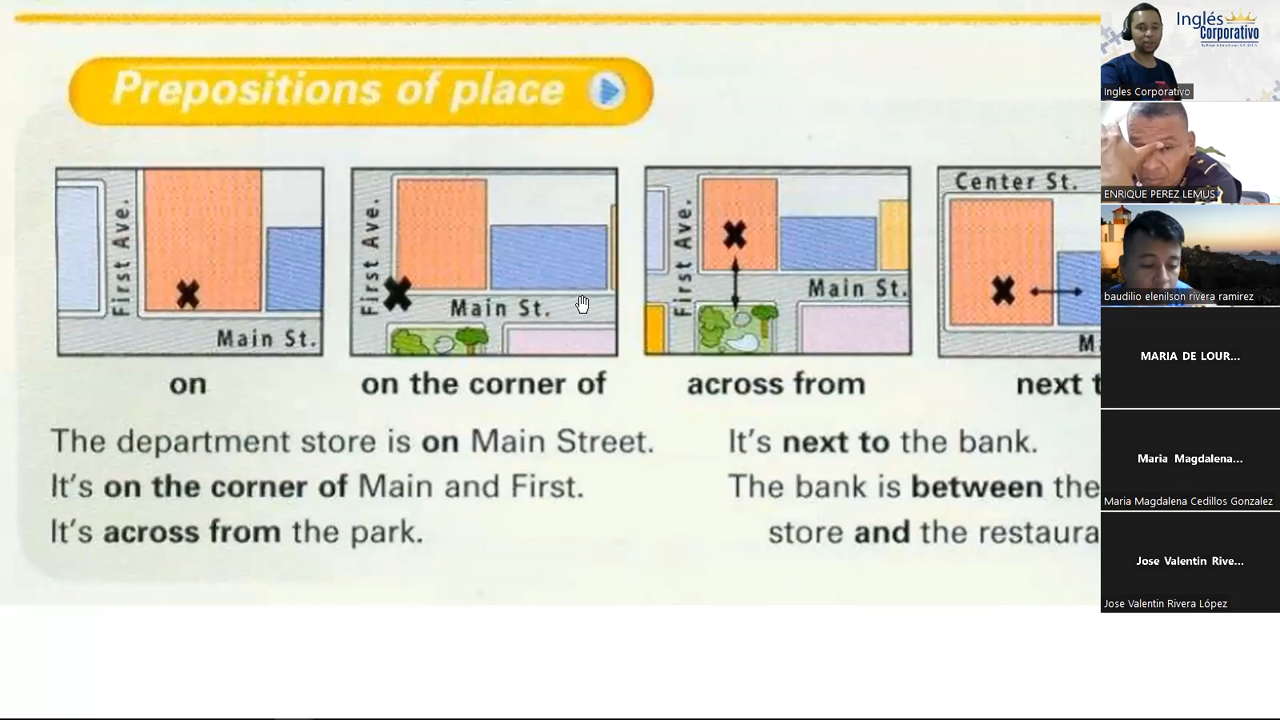 Prepositions of place
First Ave.
Main St.
First Ave.
Main St.
First Ave.
Main St.
Center St.
on
on the corner of
across from
next t
The department store is on Main Street.
It's on the corner of Main and First.
It's across from the park.
It's next to the bank.
The bank is between the
store and the restaura
Inglés
Corporativo
Ingles Corporativo
ENRIQUE PEREZ LEMUS
baudilio elenilson rivera ramirez
MARIA DE LOUR...
Maria Magdalena...
Maria Magdalena Cedillos Gonzalez
Jose Valentin Rive...
Jose Valentin Rivera López